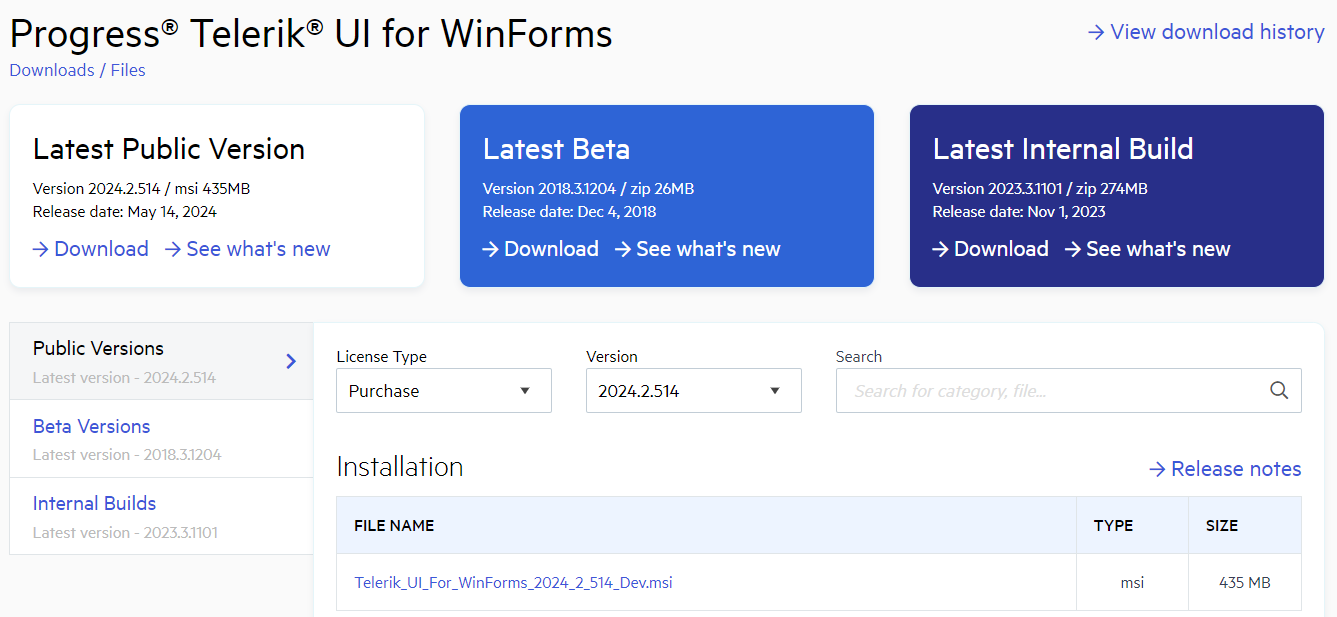 Progress® Telerik® UI for WinForms
→ View download history
Downloads / Files
Latest Public Version
Version 2024.2.514 / msi 435MB
Release date: May 14, 2024
→ Download → See what's new
Latest Beta
Version 2018.3.1204 / zip 26MB
Release date: Dec 4, 2018
→ Download → See what's new
Latest Internal Build
Version 2023.3.1101 / zip 274MB
Release date: Nov 1, 2023
→ Download → See what's new
Public Versions
Latest version - 2024.2.514
Beta Versions
Latest version - 2018.3.1204
Internal Builds
Latest version - 2023.3.1101
License Type
Purchase
Version
2024.2.514
Search
Search for category, file...
Installation
→ Release notes
FILE NAME TYPE SIZE
Telerik_UI_For_WinForms_2024_2_514_Dev.msi msi 435 MB